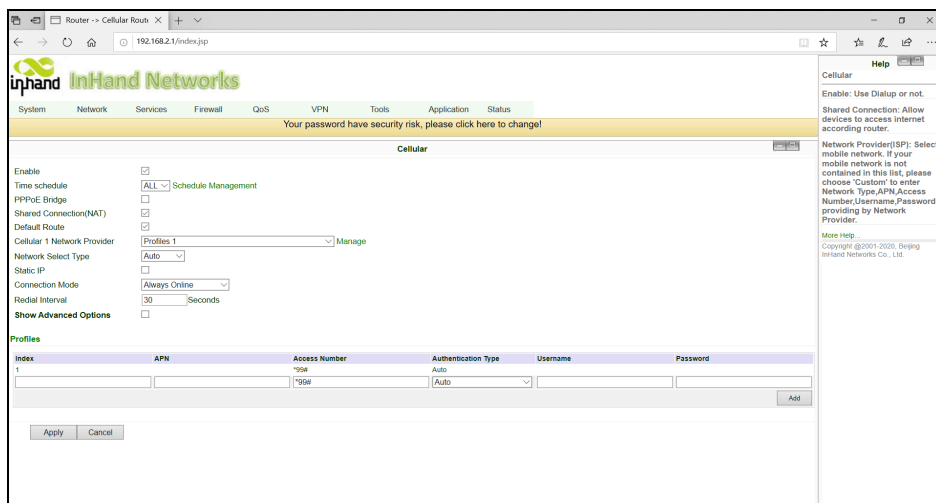 Router -> Cellular Route
192.168.2.1/index.jsp
inhand InHand Networks
System Network Services Firewall QoS VPN Tools Application Status
Your password have security risk, please click here to change!
Cellular
Enable
Time schedule ALL Schedule Management
PPPoE Bridge
Shared Connection(NAT)
Default Route
Cellular 1 Network Provider Profiles 1 Manage
Network Select Type Auto
Static IP
Connection Mode Always Online
Redial Interval 30 Seconds
Show Advanced Options
Profiles
Index APN Access Number Authentication Type Username Password
1 *99# Auto
*99# Auto
Add
Apply Cancel
Help
Cellular
Enable: Use Dialup or not.
Shared Connection: Allow
devices to access internet
according router.
Network Provider(ISP): Select
mobile network. If your
mobile network is not
contained in this list, please
choose 'Custom' to enter
Network Type,APN,Access
Number,Username,Password
providing by Network
Provider.
More Help...
Copyright @2001-2020, Beijing
InHand Networks Co., Ltd.